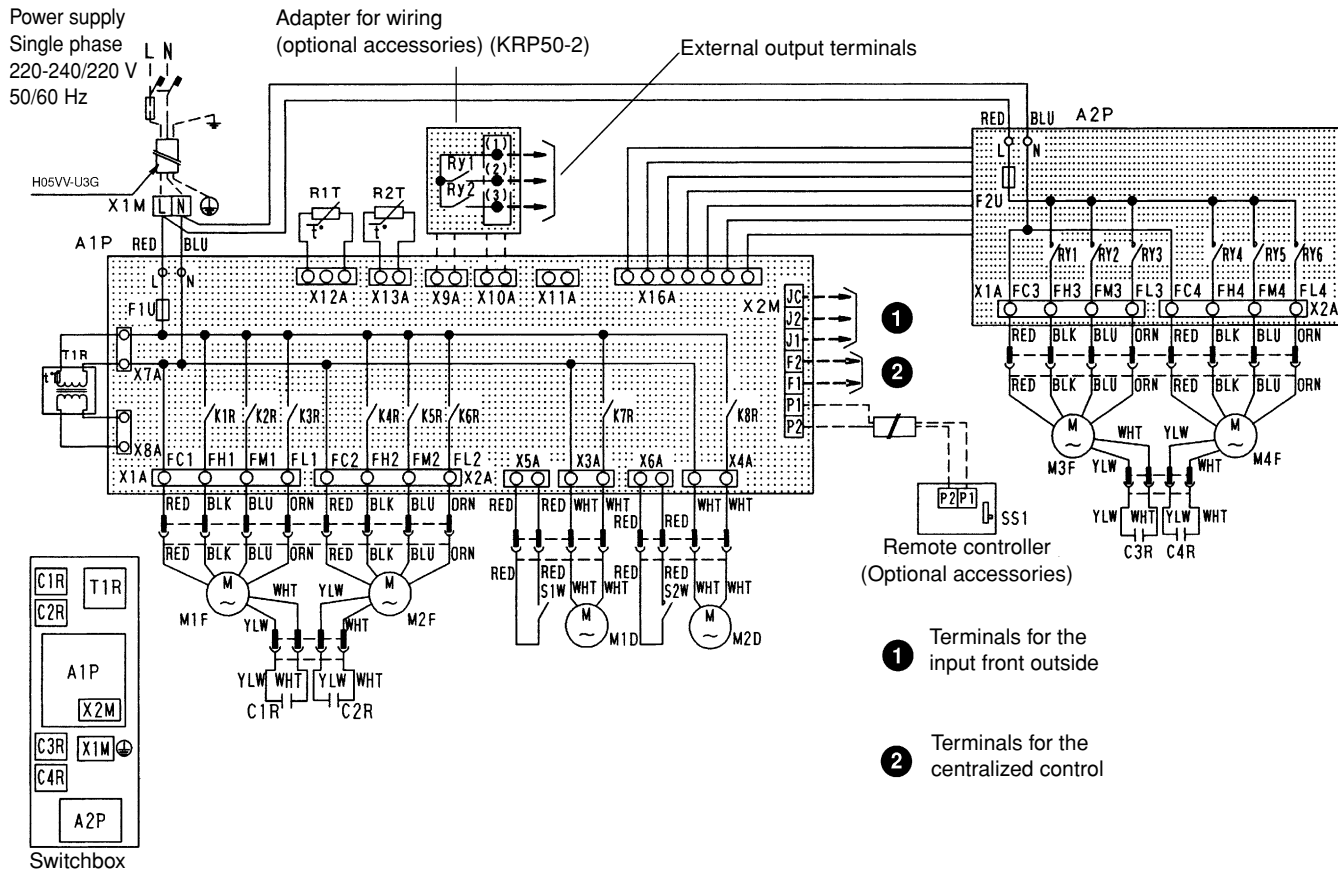 Power supply
Single phase
220-240/220 V
50/60 Hz
L N
Adapter for wiring
(optional accessories) (KRP50-2)
External output terminals
H05VV-U3G
X1M L N
RED BLU A2P
L N
F2U
Ry1 (1)
Ry2 (2)
(3)
R1T R2T
t° t°
A1P RED BLU
L N
F1U
X12A X13A X9A X10A X11A X16A
X2M
JC
J2
J1
F2
F1
P1
P2
1
2
T1R
t°
X7A
X8A
K1R K2R K3R K4R K5R K6R K7R K8R
X1A FC1 FH1 FM1 FL1 FC2 FH2 FM2 FL2 X2A
X5A X3A X6A X4A
RED BLK BLU ORN RED BLK BLU ORN
RED RED WHT WHT RED RED WHT WHT
RED BLK BLU ORN RED BLK BLU ORN
RED RED WHT WHT RED RED WHT WHT
S1W S2W
M ~ M ~ M ~ M ~
M1F M2F M1D M2D
WHT YLW
YLW WHT
YLW WHT YLW WHT
C1R C2R
RY1 RY2 RY3 RY4 RY5 RY6
X1A FC3 FH3 FM3 FL3 FC4 FH4 FM4 FL4
X2A
RED BLK BLU ORN RED BLK BLU ORN
RED BLK BLU ORN RED BLK BLU ORN
M ~ M ~
M3F M4F
WHT YLW
YLW WHT
YLW WHT YLW WHT
C3R C4R
P2 P1
SS1
Remote controller
(Optional accessories)
1 Terminals for the
input front outside
2 Terminals for the
centralized control
C1R
T1R
C2R
A1P
X2M
C3R X1M
C4R
A2P
Switchbox